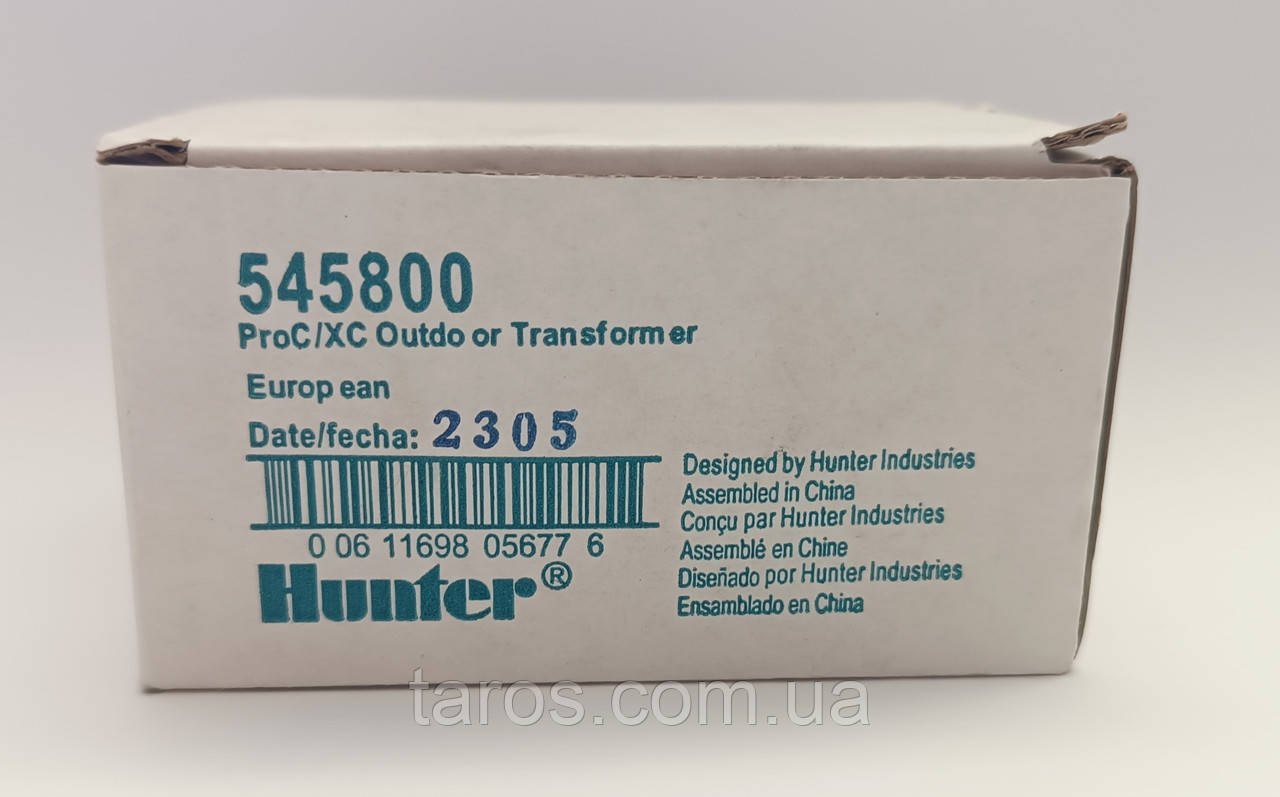 545800
ProC/XC Outdo or Transformer
Europ ean
Date/fecha: 2305
0 06 11698 05677 6
Hunter®
Designed by Hunter Industries
Assembled in China
Conçu par Hunter Industries
Assemblé en Chine
Diseñado por Hunter Industries
Ensamblado en China
taros.com.ua